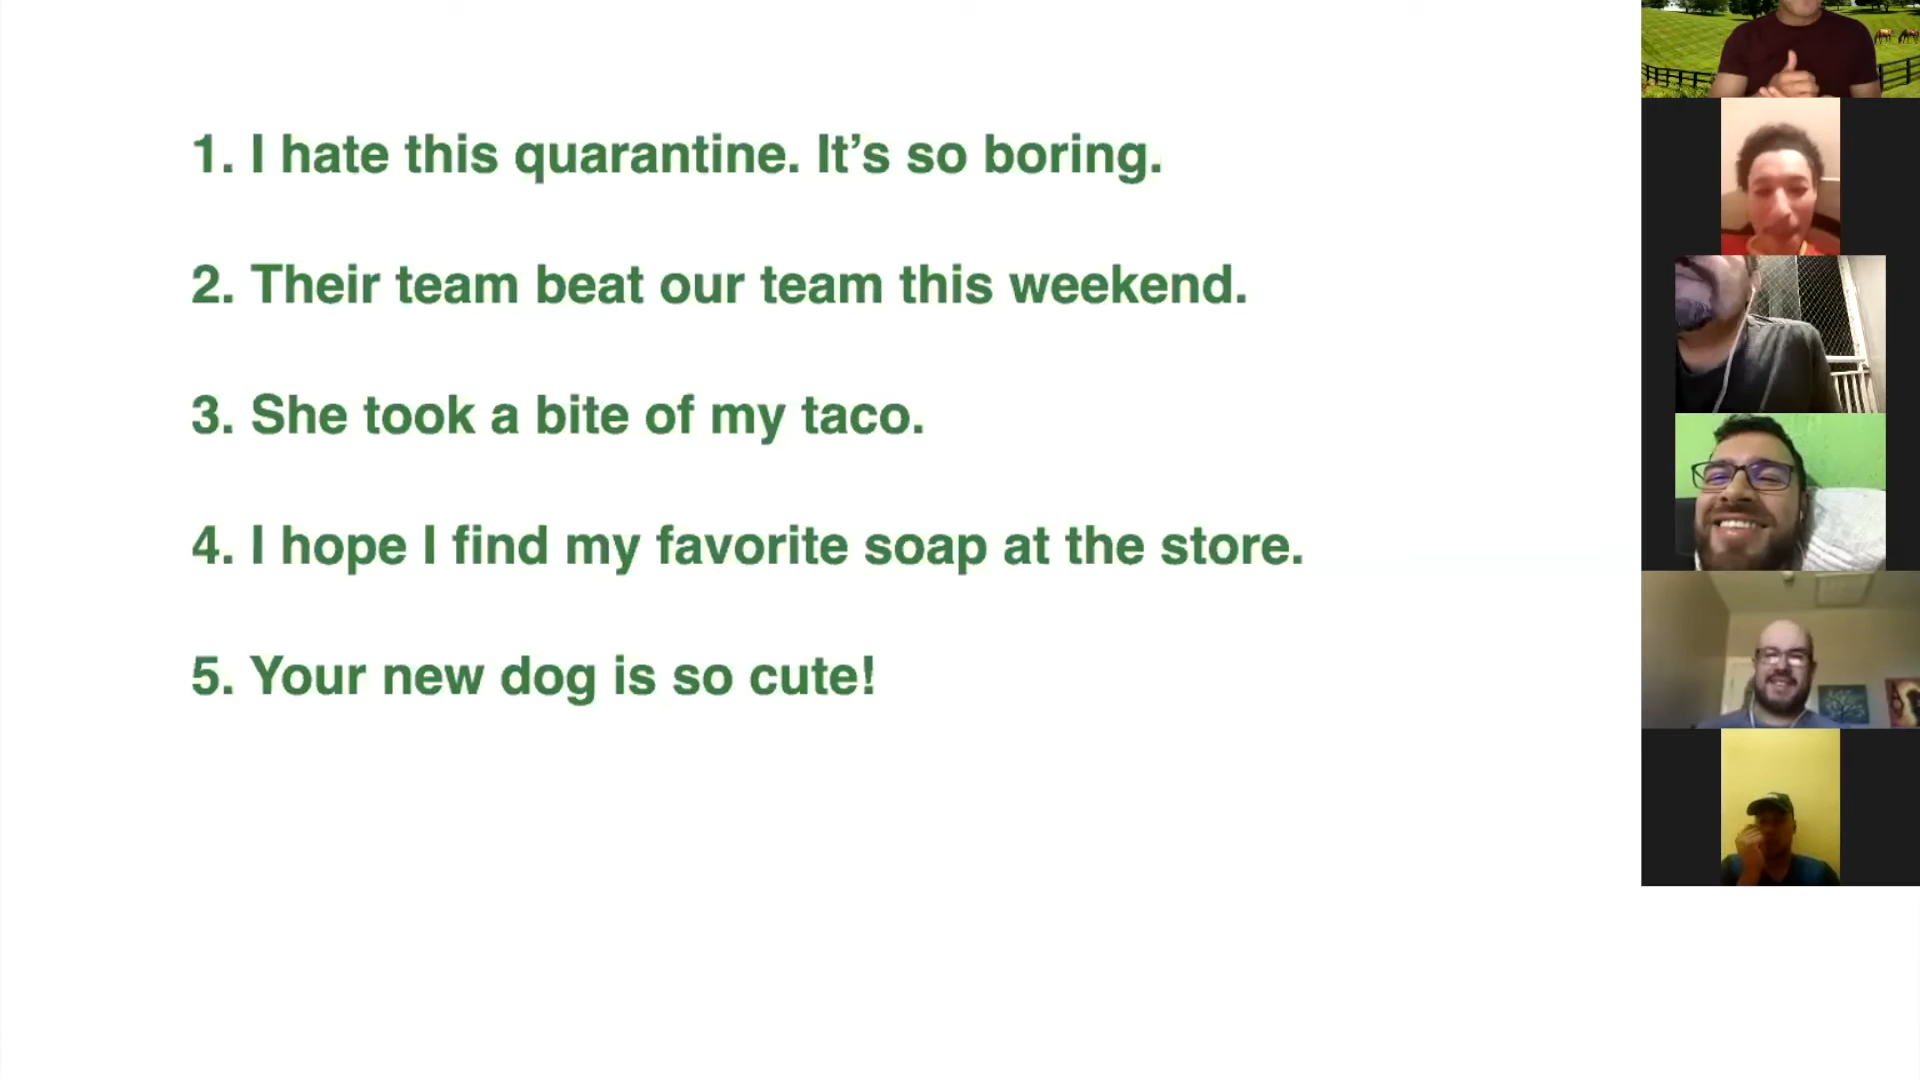 1. I hate this quarantine. It’s so boring.
2. Their team beat our team this weekend.
3. She took a bite of my taco.
4. I hope I find my favorite soap at the store.
5. Your new dog is so cute!